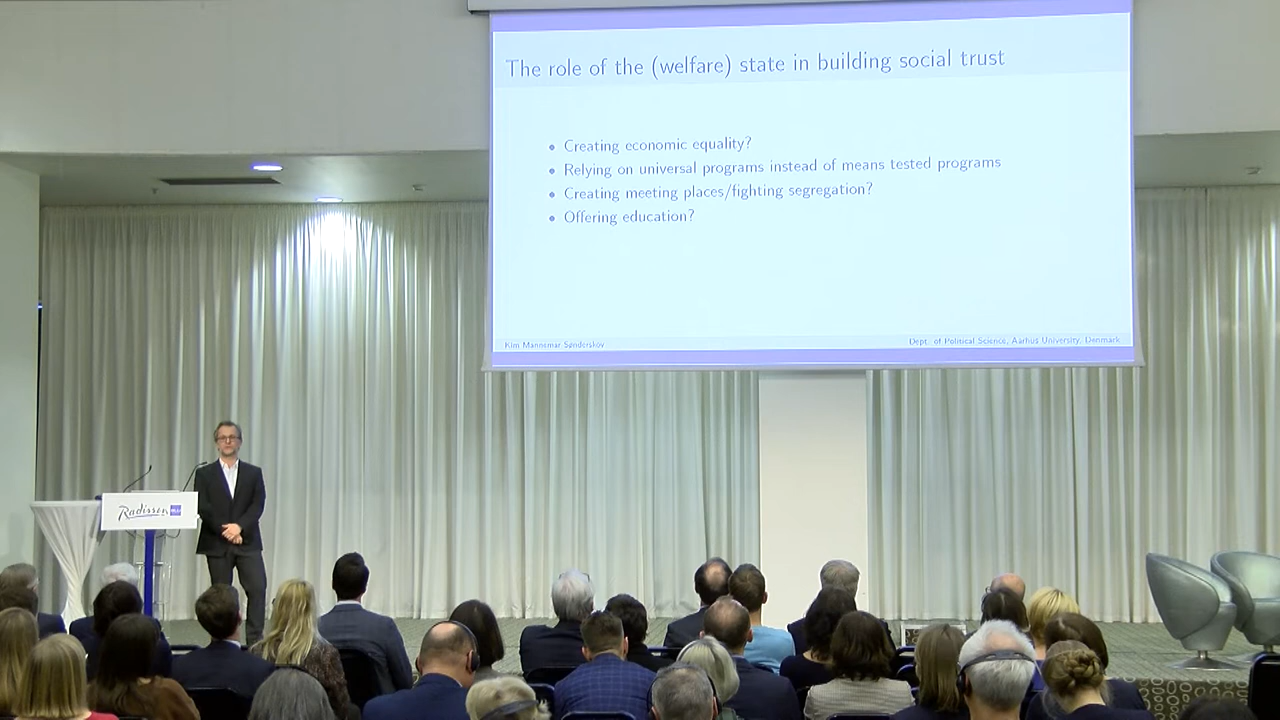 The role of the (welfare) state in building social trust
• Creating economic equality?
• Relying on universal programs instead of means tested programs
• Creating meeting places/fighting segregation?
• Offering education?
Kim Mannemar Sønderskov
Dept. of Political Science, Aarhus University, Denmark
Radisson BLU